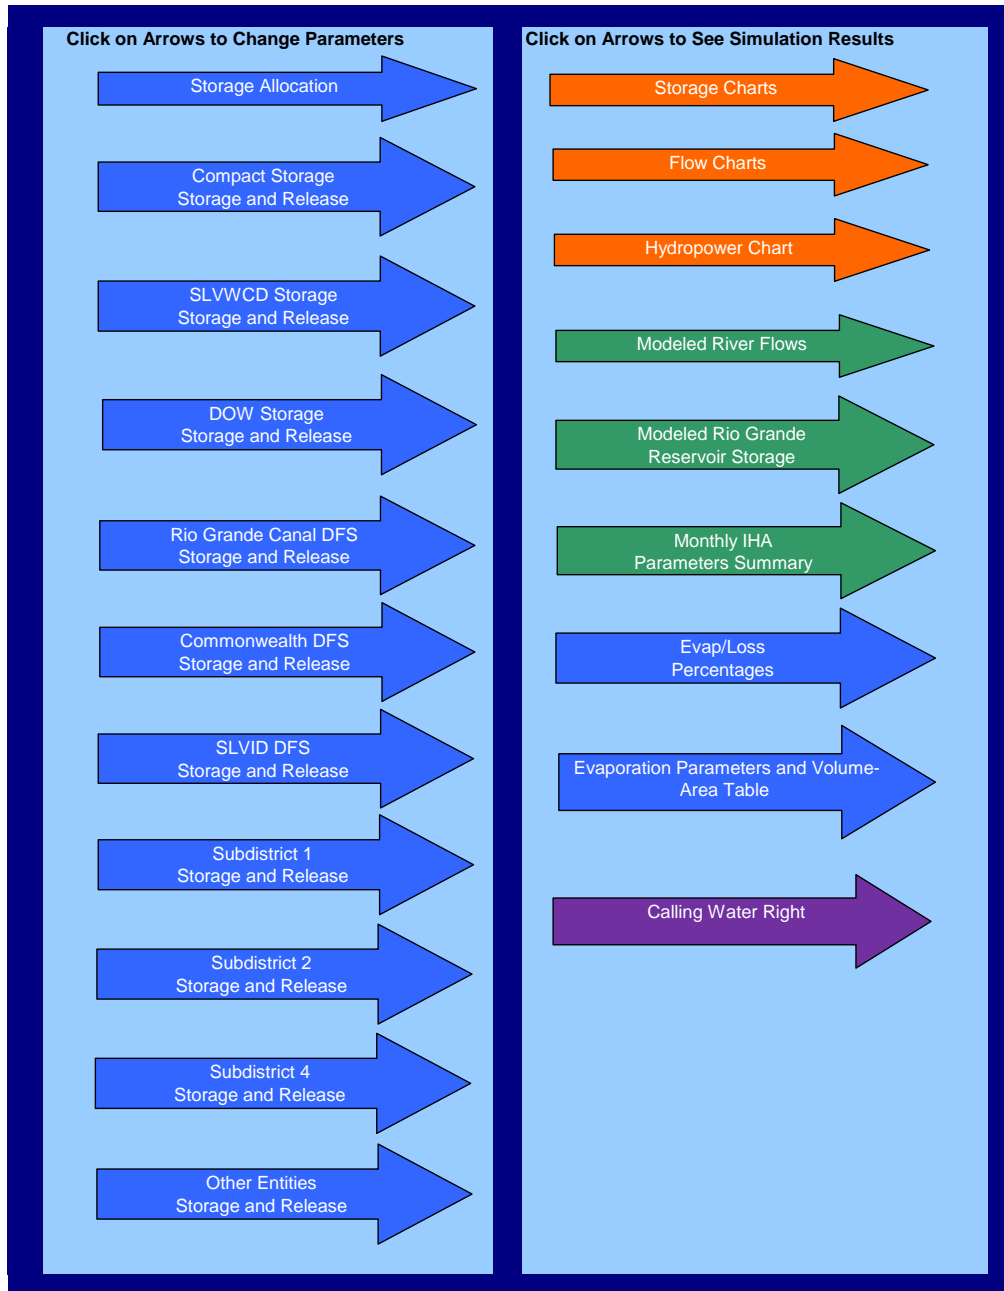 Click on Arrows to Change Parameters
Storage Allocation
Compact Storage
Storage and Release
SLVWCD Storage
Storage and Release
DOW Storage
Storage and Release
Rio Grande Canal DFS
Storage and Release
Commonwealth DFS
Storage and Release
SLVID DFS
Storage and Release
Subdistrict 1
Storage and Release
Subdistrict 2
Storage and Release
Subdistrict 4
Storage and Release
Other Entities
Storage and Release
Click on Arrows to See Simulation Results
Storage Charts
Flow Charts
Hydropower Chart
Modeled River Flows
Modeled Rio Grande
Reservoir Storage
Monthly IHA
Parameters Summary
Evap/Loss
Percentages
Evaporation Parameters and Volume-
Area Table
Calling Water Right